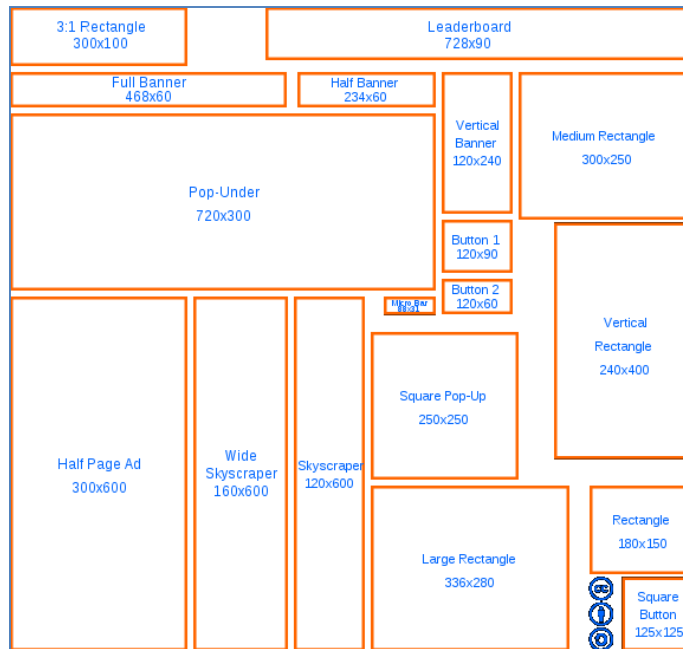 3:1 Rectangle
300x100
Leaderboard
728x90
Full Banner
468x60
Half Banner
234x60
Vertical
Banner
120x240
Medium Rectangle
300x250
Pop-Under
720x300
Button 1
120x90
Button 2
120x60
Micro Bar
88x31
Vertical
Rectangle
240x400
Square Pop-Up
250x250
Half Page Ad
300x600
Wide
Skyscraper
160x600
Skyscraper
120x600
Large Rectangle
336x280
Rectangle
180x150
Square
Button
125x125